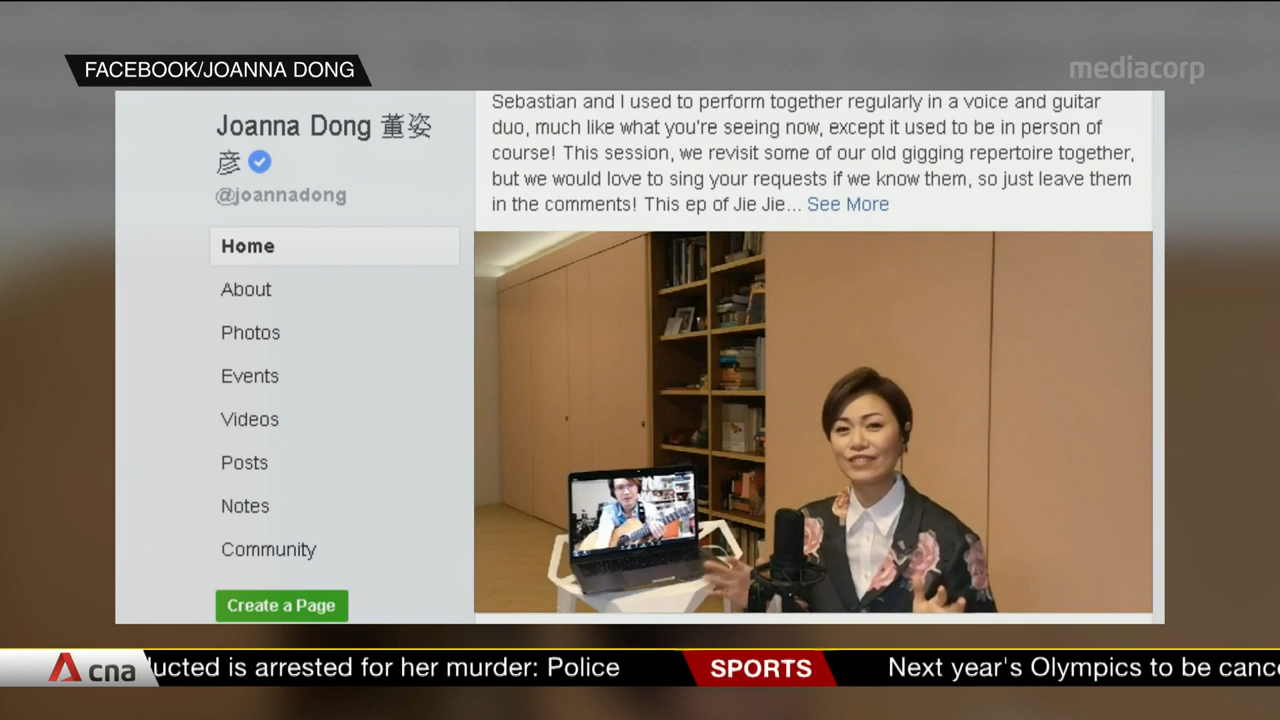 FACEBOOK/JOANNA DONG
mediacorp
Joanna Dong 董姿
彦
@joannadong
Home
About
Photos
Events
Videos
Posts
Notes
Community
Create a Page
Sebastian and I used to perform together regularly in a voice and guitar
duo, much like what you're seeing now, except it used to be in person of
course! This session, we revisit some of our old gigging repertoire together,
but we would love to sing your requests if we know them, so just leave them
in the comments! This ep of Jie Jie... See More
cna
ucted is arrested for her murder: Police SPORTS Next year's Olympics to be canc